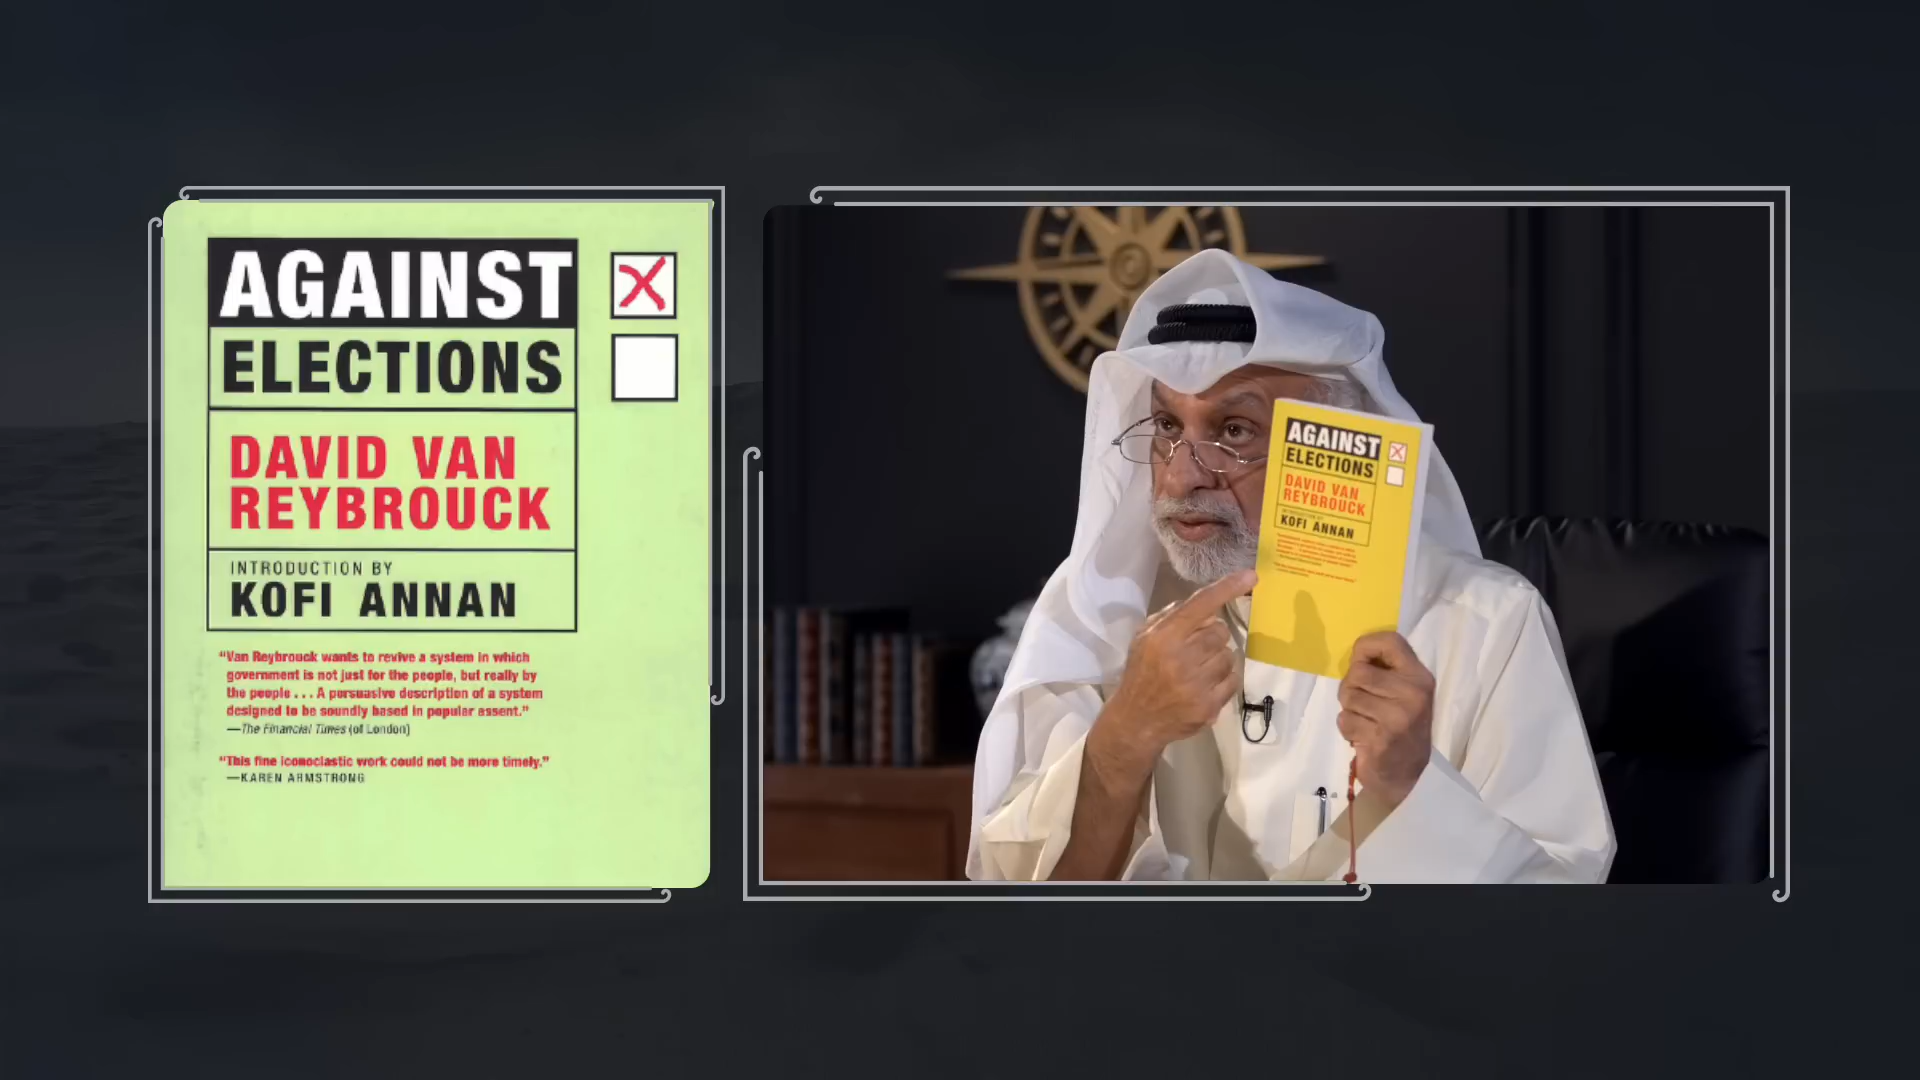 AGAINST
ELECTIONS
DAVID VAN
REYBROUCK
INTRODUCTION BY
KOFI ANNAN
“Van Reybrouck wants to revive a system in which
government is not just for the people, but really by
the people . . . A persuasive description of a system
designed to be soundly based in popular assent.”
—The Financial Times (of London)
“This fine iconoclastic work could not be more timely.”
—KAREN ARMSTRONG
AGAINST
ELECTIONS
DAVID VAN
REYBROUCK
INTRODUCTION BY
KOFI ANNAN